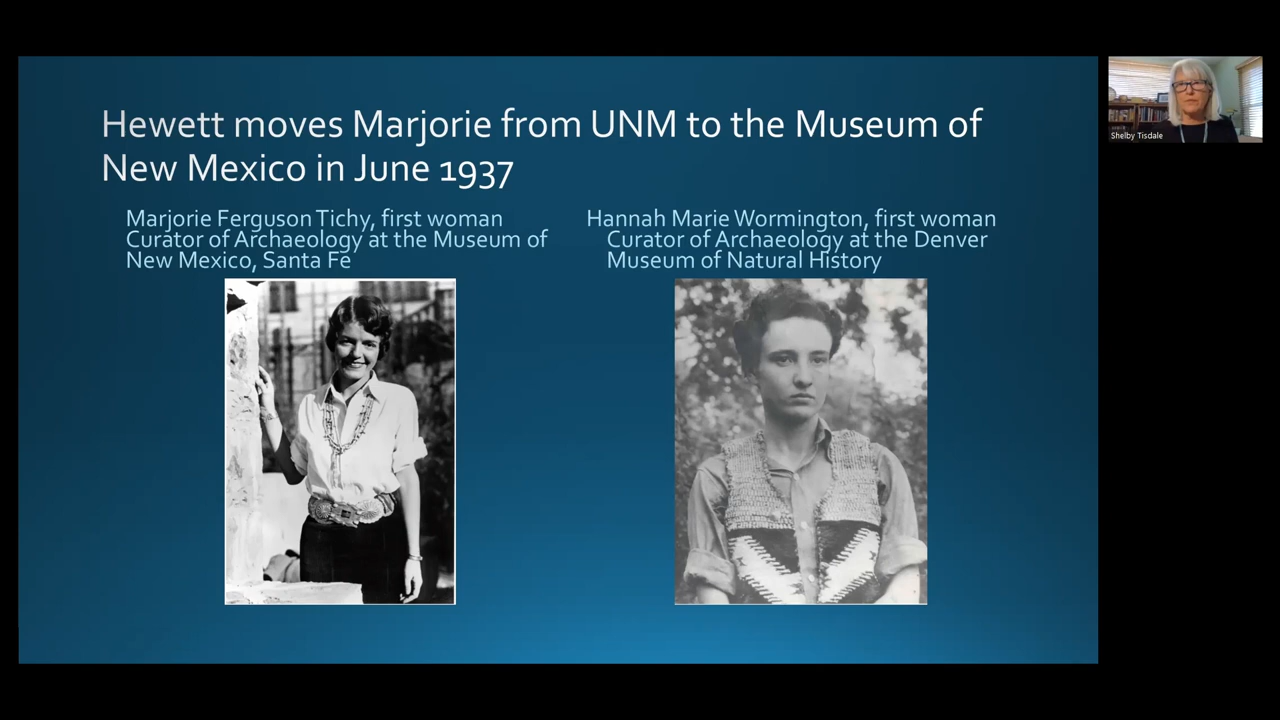 Hewett moves Marjorie from UNM to the Museum of
New Mexico in June 1937
Marjorie Ferguson Tichy, first woman
Curator of Archaeology at the Museum of
New Mexico, Santa Fe
Hannah Marie Wormington, first woman
Curator of Archaeology at the Denver
Museum of Natural History
Shelby Tisdale